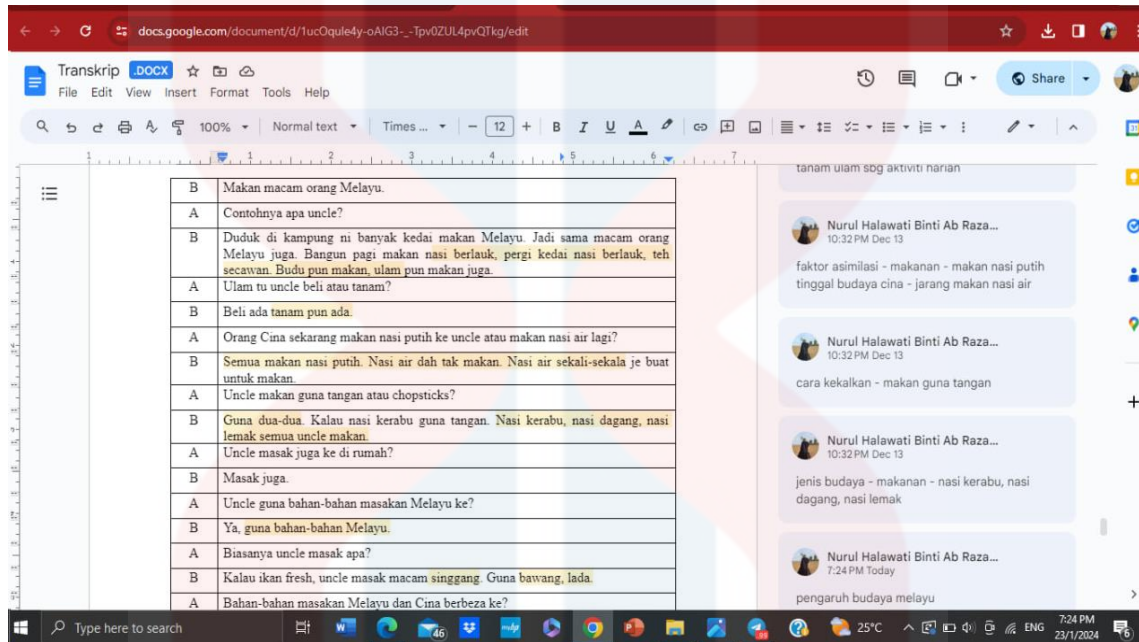 docs.google.com/document/d/1ucOqule4y-oAIG3-_-Tpv0ZUL4pvQTkg/edit
Transkrip .DOCX
Share
File Edit View Insert Format Tools Help
100% Normal text Times ... - 12 + B I U A
1 1 2 3 4 5 6 7
tanam ulam sbg aktiviti harian
B Makan macam orang Melayu.
A Contohnya apa uncle?
B Duduk di kampung ni banyak kedai makan Melayu. Jadi sama macam orang
Melayu juga. Bangun pagi makan nasi berlauk, pergi kedai nasi berlauk, teh
secawan. Budu pun makan, ulam pun makan juga.
A Ulam tu uncle beli atau tanam?
B Beli ada tanam pun ada.
A Orang Cina sekarang makan nasi putih ke uncle atau makan nasi air lagi?
B Semua makan nasi putih. Nasi air dah tak makan. Nasi air sekali-sekala je buat
untuk makan.
A Uncle makan guna tangan atau chopsticks?
B Guna dua-dua. Kalau nasi kerabu guna tangan. Nasi kerabu, nasi dagang, nasi
lemak semua uncle makan.
A Uncle masak juga ke di rumah?
B Masak juga.
A Uncle guna bahan-bahan masakan Melayu ke?
B Ya, guna bahan-bahan Melayu.
A Biasanya uncle masak apa?
B Kalau ikan fresh, uncle masak macam singgang. Guna bawang, lada.
A Bahan-bahan masakan Melayu dan Cina berbeza ke?
Nurul Halawati Binti Ab Raza...
10:32 PM Dec 13
faktor asimilasi - makanan - makan nasi putih
tinggal budaya cina - jarang makan nasi air
Nurul Halawati Binti Ab Raza...
10:32 PM Dec 13
cara kekalkan - makan guna tangan
Nurul Halawati Binti Ab Raza...
10:32 PM Dec 13
jenis budaya - makanan - nasi kerabu, nasi
dagang, nasi lemak
Nurul Halawati Binti Ab Raza...
7:24 PM Today
pengaruh budaya melayu
Type here to search
46
25°C
ENG
7:24 PM
23/1/2024